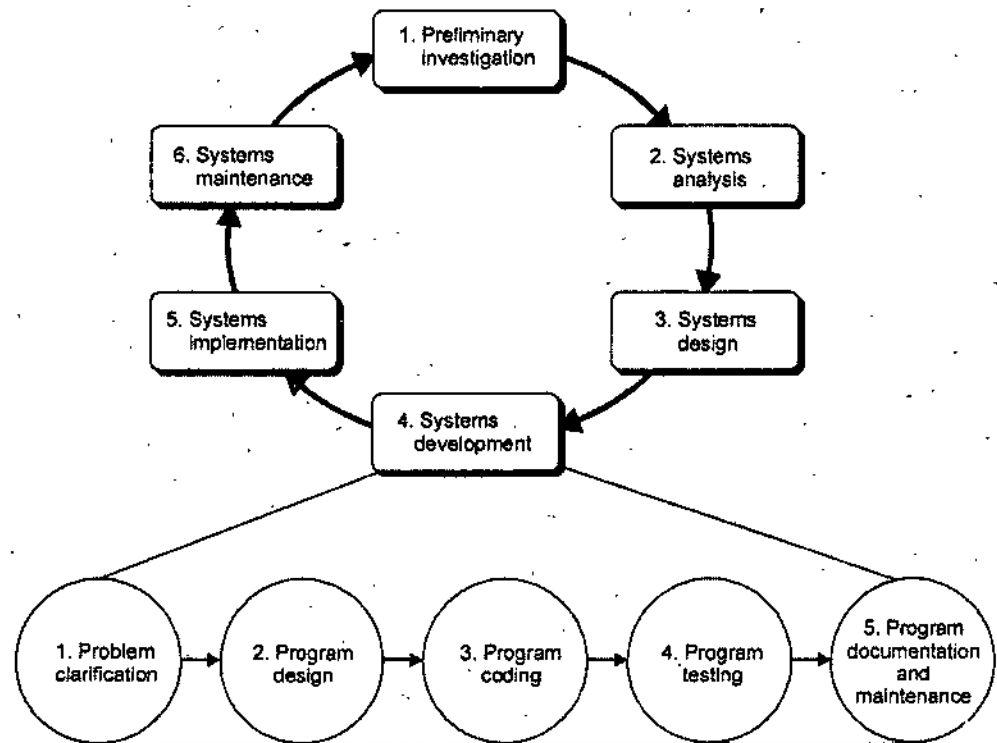 1. Preliminary
investigation
2. Systems
analysis
3. Systems
design
4. Systems
development
5. Systems
implementation
6. Systems
maintenance
1. Problem
clarification
2. Program
design
3. Program
coding
4. Program
testing
5. Program
documentation
and
maintenance